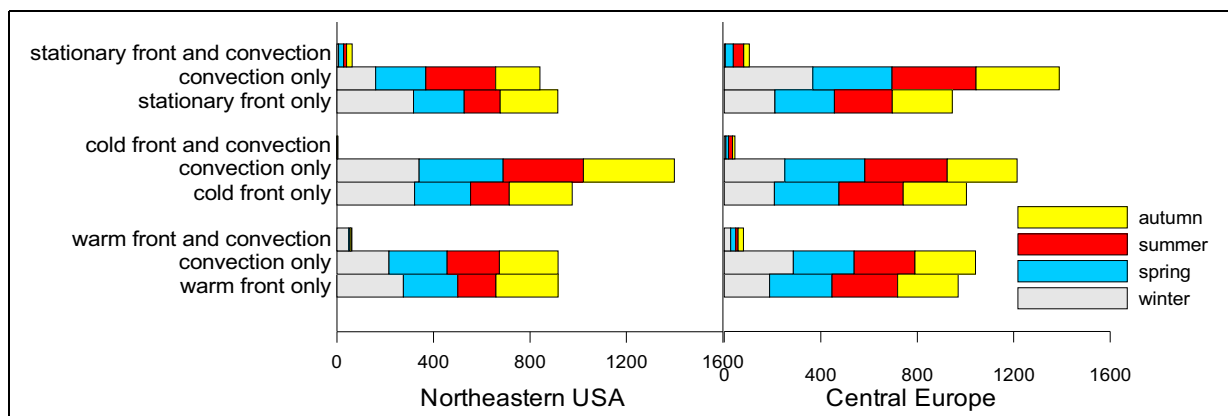 stationary front and convection
convection only
stationary front only
cold front and convection
convection only
cold front only
warm front and convection
convection only
warm front only
autumn
summer
spring
winter
0 400 800 1200 1600
0 400 800 1200 1600
Northeastern USA
Central Europe